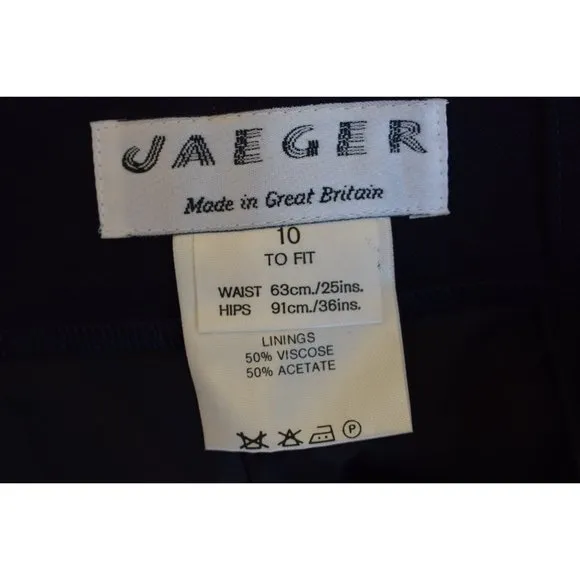 JAEGER
Made in Great Britain
10
TO FIT
WAIST 63cm./25ins.
HIPS 91cm./36ins.
LININGS
50% VISCOSE
50% ACETATE
P